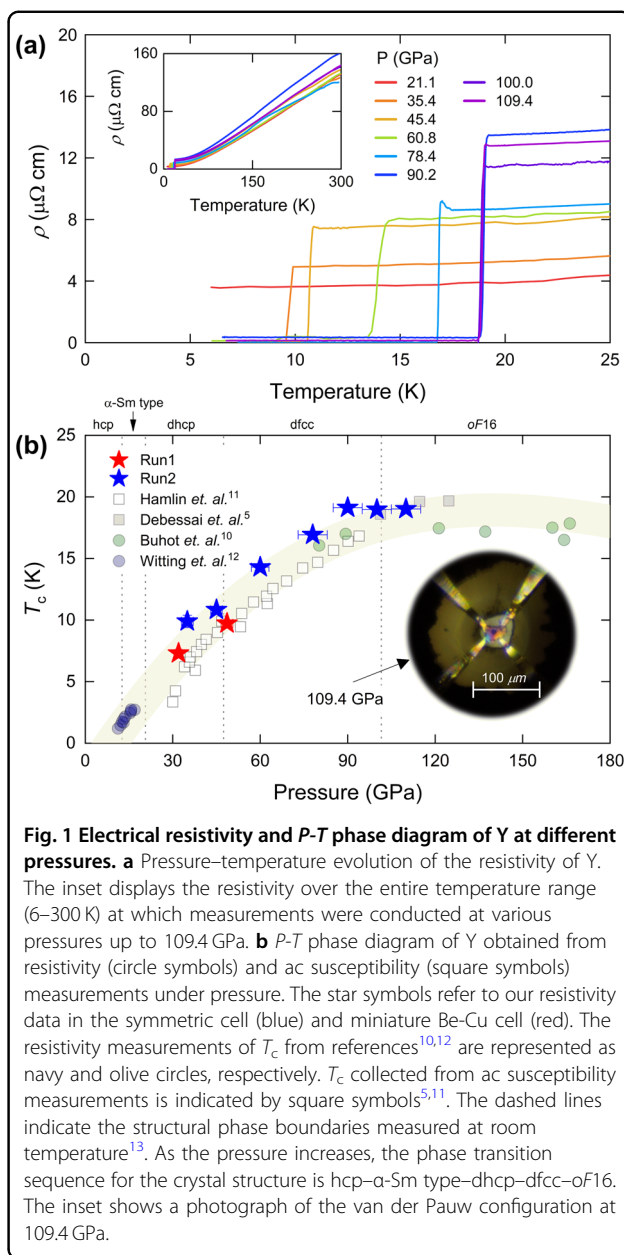 (a)
20
16
12
8
4
0
ρ (μΩ cm)
160
80
0
ρ (μΩ cm)
0
150
300
Temperature (K)
P (GPa)
21.1
35.4
45.4
60.8
78.4
90.2
100.0
109.4
0
5
10
15
20
25
Temperature (K)
α-Sm type
hcp
dhcp
dfcc
oF16
(b)
25
20
15
10
5
0
Tc (K)
Run1
Run2
Hamlin et. al.11
Debessai et. al.5
Buhot et. al.10
Witting et. al.12
109.4 GPa
100 μm
0
30
60
90
120
150
180
Pressure (GPa)
Fig. 1 Electrical resistivity and P-T phase diagram of Y at different
pressures. a Pressure–temperature evolution of the resistivity of Y.
The inset displays the resistivity over the entire temperature range
(6–300 K) at which measurements were conducted at various
pressures up to 109.4 GPa. b P-T phase diagram of Y obtained from
resistivity (circle symbols) and ac susceptibility (square symbols)
measurements under pressure. The star symbols refer to our resistivity
data in the symmetric cell (blue) and miniature Be-Cu cell (red). The
resistivity measurements of Tc from references10,12 are represented as
navy and olive circles, respectively. Tc collected from ac susceptibility
measurements is indicated by square symbols5,11. The dashed lines
indicate the structural phase boundaries measured at room
temperature13. As the pressure increases, the phase transition
sequence for the crystal structure is hcp–α-Sm type–dhcp–dfcc–oF16.
The inset shows a photograph of the van der Pauw configuration at
109.4 GPa.